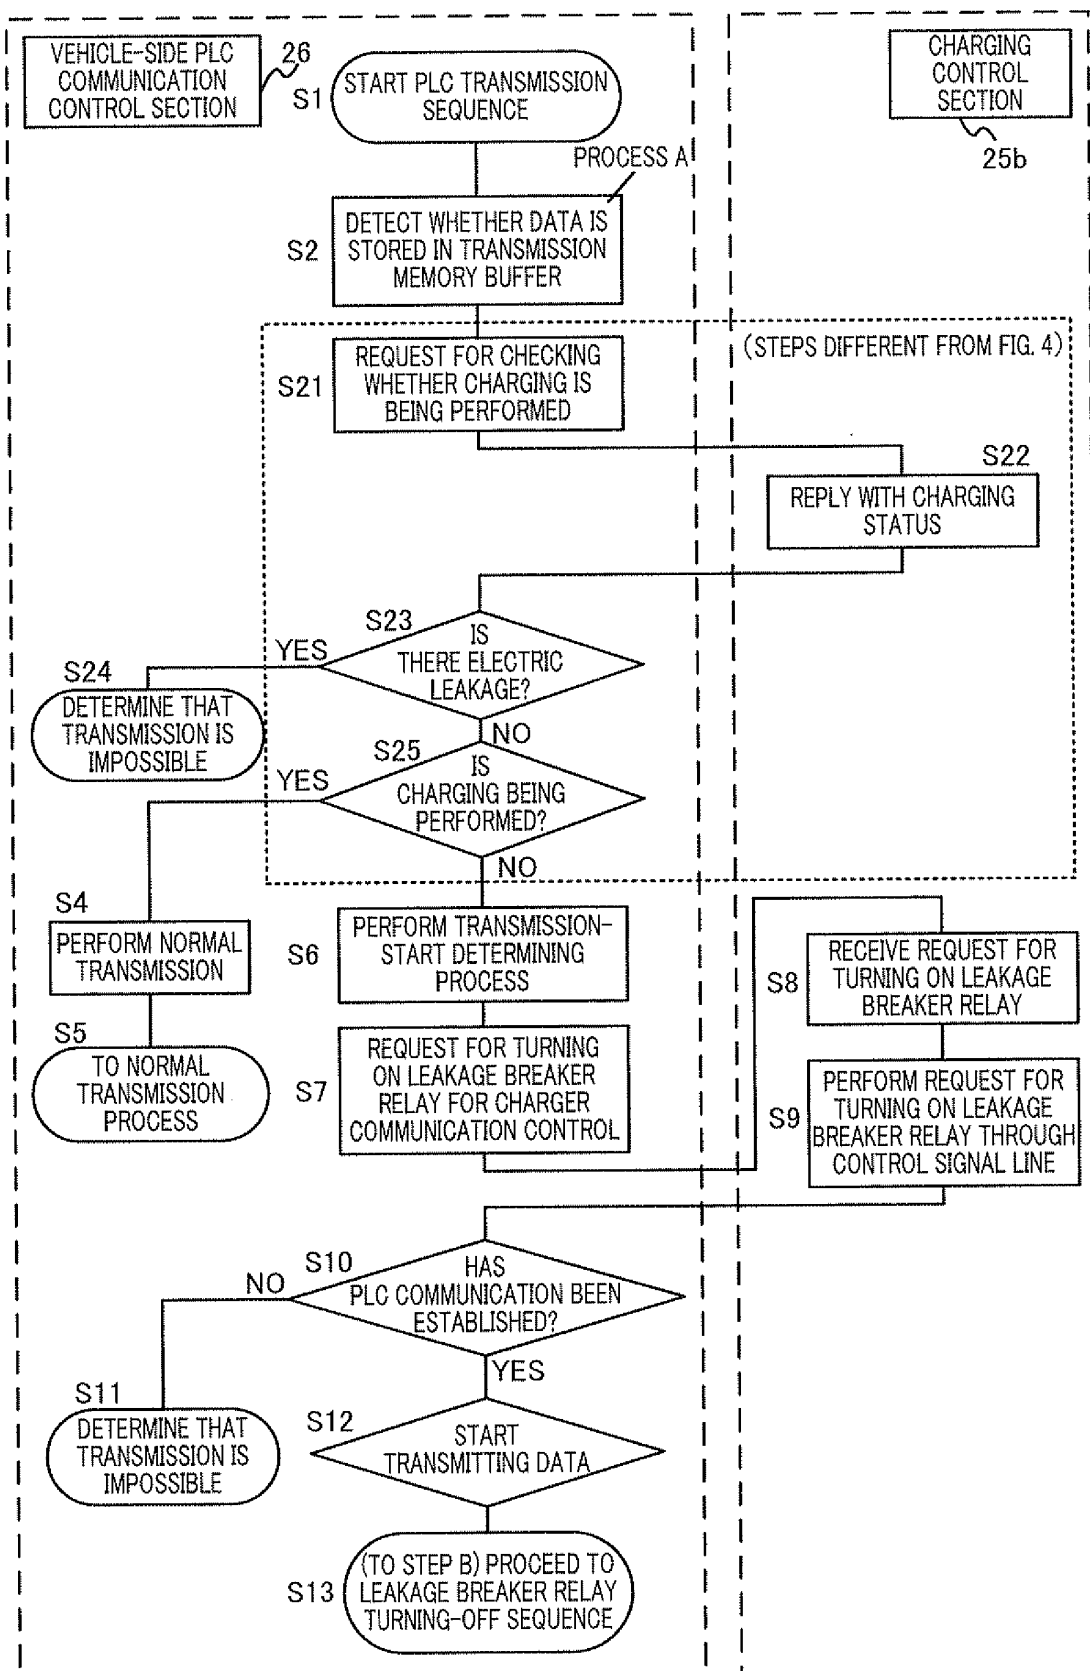 VEHICLE-SIDE PLC
COMMUNICATION
CONTROL SECTION
26
S1
START PLC TRANSMISSION
SEQUENCE
CHARGING
CONTROL
SECTION
25b
PROCESS A
S2
DETECT WHETHER DATA IS
STORED IN TRANSMISSION
MEMORY BUFFER
(STEPS DIFFERENT FROM FIG. 4)
S21
REQUEST FOR CHECKING
WHETHER CHARGING IS
BEING PERFORMED
S22
REPLY WITH CHARGING
STATUS
S23
IS
THERE ELECTRIC
LEAKAGE?
YES
S24
DETERMINE THAT
TRANSMISSION IS
IMPOSSIBLE
NO
S25
IS
CHARGING BEING
PERFORMED?
YES
NO
S4
PERFORM NORMAL
TRANSMISSION
S5
TO NORMAL
TRANSMISSION
PROCESS
S6
PERFORM TRANSMISSION-
START DETERMINING
PROCESS
S7
REQUEST FOR TURNING
ON LEAKAGE BREAKER
RELAY FOR CHARGER
COMMUNICATION CONTROL
S8
RECEIVE REQUEST FOR
TURNING ON LEAKAGE
BREAKER RELAY
S9
PERFORM REQUEST FOR
TURNING ON LEAKAGE
BREAKER RELAY THROUGH
CONTROL SIGNAL LINE
S10
HAS
PLC COMMUNICATION BEEN
ESTABLISHED?
NO
YES
S11
DETERMINE THAT
TRANSMISSION IS
IMPOSSIBLE
S12
START
TRANSMITTING DATA
S13
(TO STEP B) PROCEED TO
LEAKAGE BREAKER RELAY
TURNING-OFF SEQUENCE